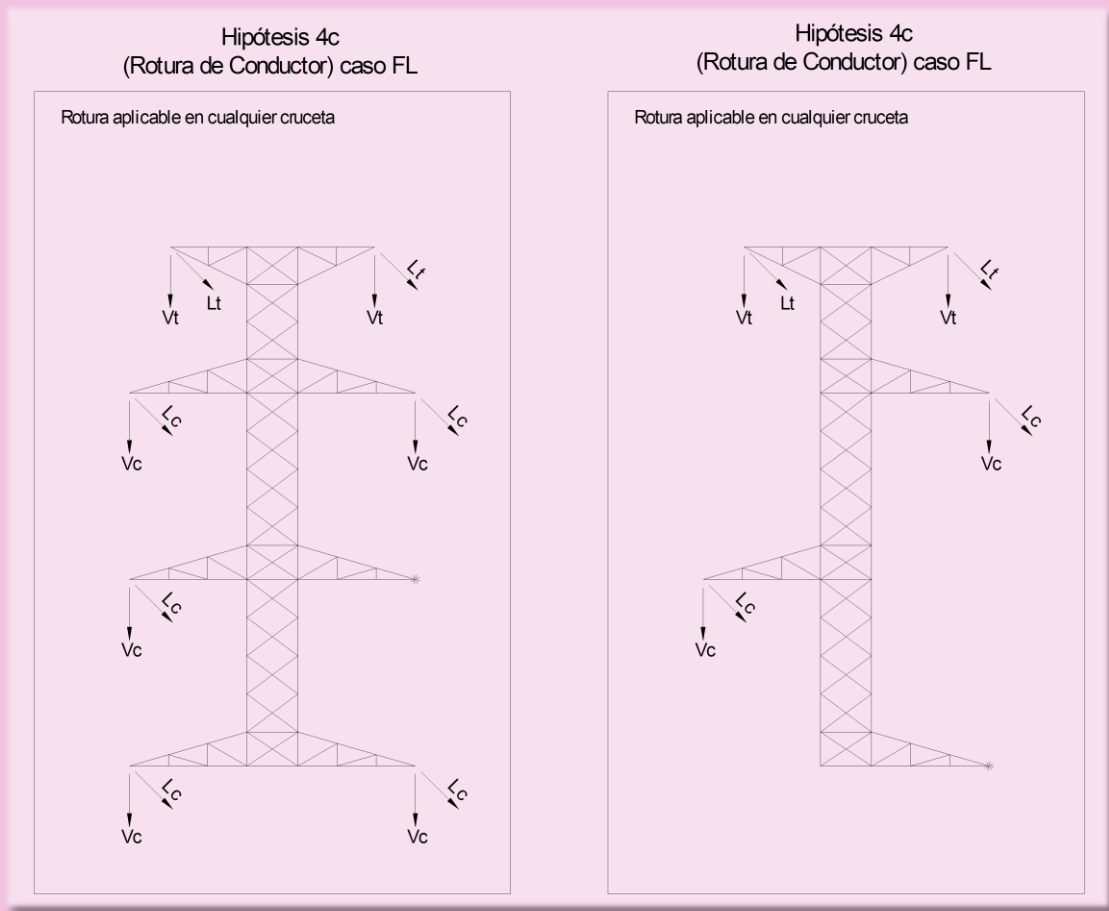 Hipótesis 4c
(Rotura de Conductor) caso FL
Rotura aplicable en cualquier cruceta
Lt
Vt
Lt
Vt
Lc
Vc
Lc
Vc
Lc
Vc
Lc
Vc
Lc
Vc
Hipótesis 4c
(Rotura de Conductor) caso FL
Rotura aplicable en cualquier cruceta
Lt
Vt
Lt
Vt
Lc
Vc
Lc
Vc